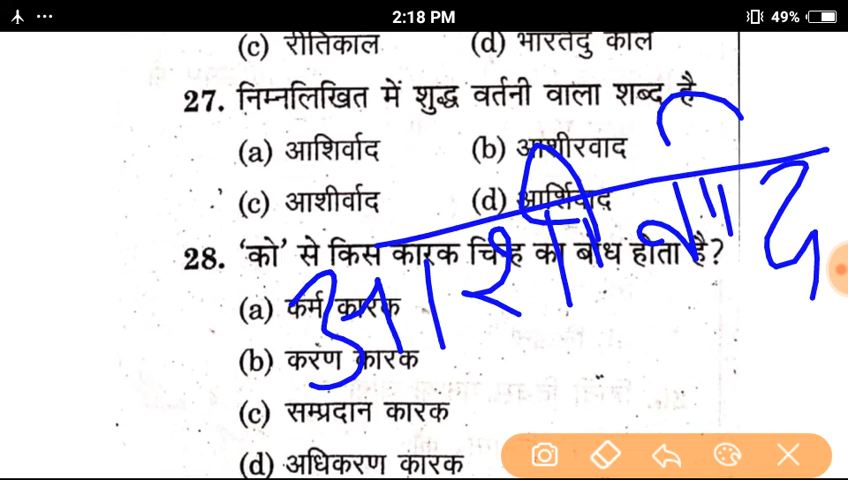 2:18 PM 49%
(c) रीतिकाल (d) भारतेंदु काल
27. निम्नलिखित में शुद्ध वर्तनी वाला शब्द है
(a) आशिर्वाद (b) आशीरवाद
(c) आशीर्वाद (d) आर्शिवाद
28. ‘को’ से किस कारक चिह्न का बोध होता है?
(a) कर्म कारक
(b) करण कारक
(c) सम्प्रदान कारक
(d) अधिकरण कारक
आशीर्वाद